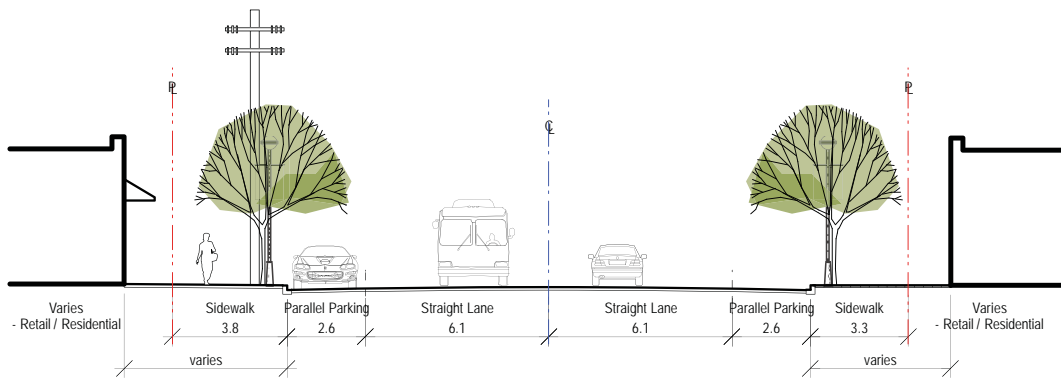 PL
CL
PL
Varies
- Retail / Residential
Sidewalk
3.8
Parallel Parking
2.6
Straight Lane
6.1
Straight Lane
6.1
Parallel Parking
2.6
Sidewalk
3.3
Varies
- Retail / Residential
varies
varies